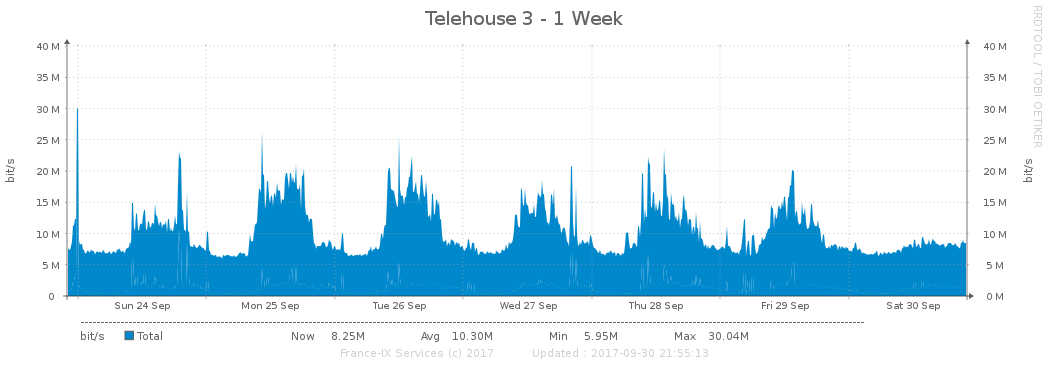 Telehouse 3 - 1 Week
RRDTOOL / TOBI OETIKER
40 M 40 M
35 M 35 M
30 M 30 M
25 M 25 M
20 M 20 M
15 M 15 M
10 M 10 M
5 M 5 M
0 0 M
bit/s
bit/s
Sun 24 Sep Mon 25 Sep Tue 26 Sep Wed 27 Sep Thu 28 Sep Fri 29 Sep Sat 30 Sep
bit/s Total Now 8.25M Avg 10.30M Min 5.95M Max 30.04M
France-IX Services (c) 2017 Updated : 2017-09-30 21:55:13